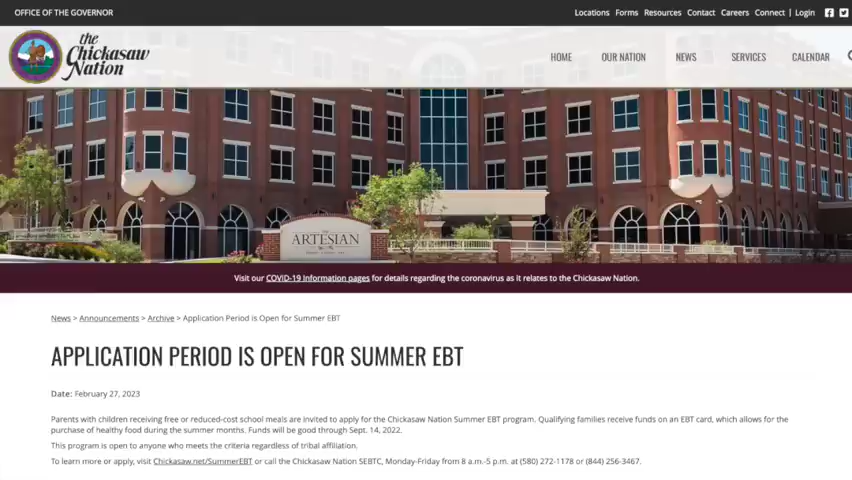 OFFICE OF THE GOVERNOR
Locations Forms Resources Contact Careers Connect | Login
the
Chickasaw
Nation
HOME OUR NATION NEWS SERVICES CALENDAR
ARTESIAN
Visit our COVID-19 Information pages for details regarding the coronavirus as it relates to the Chickasaw Nation.
News > Announcements > Archive > Application Period is Open for Summer EBT
APPLICATION PERIOD IS OPEN FOR SUMMER EBT
Date: February 27, 2023
Parents with children receiving free or reduced-cost school meals are invited to apply for the Chickasaw Nation Summer EBT program. Qualifying families receive funds on an EBT card, which allows for the
purchase of healthy food during the summer months. Funds will be good through Sept. 14, 2022.
This program is open to anyone who meets the criteria regardless of tribal affiliation.
To learn more or apply, visit Chickasaw.net/SummerEBT or call the Chickasaw Nation SEBTC, Monday-Friday from 8 a.m.-5 p.m. at (580) 272-1178 or (844) 256-3467.